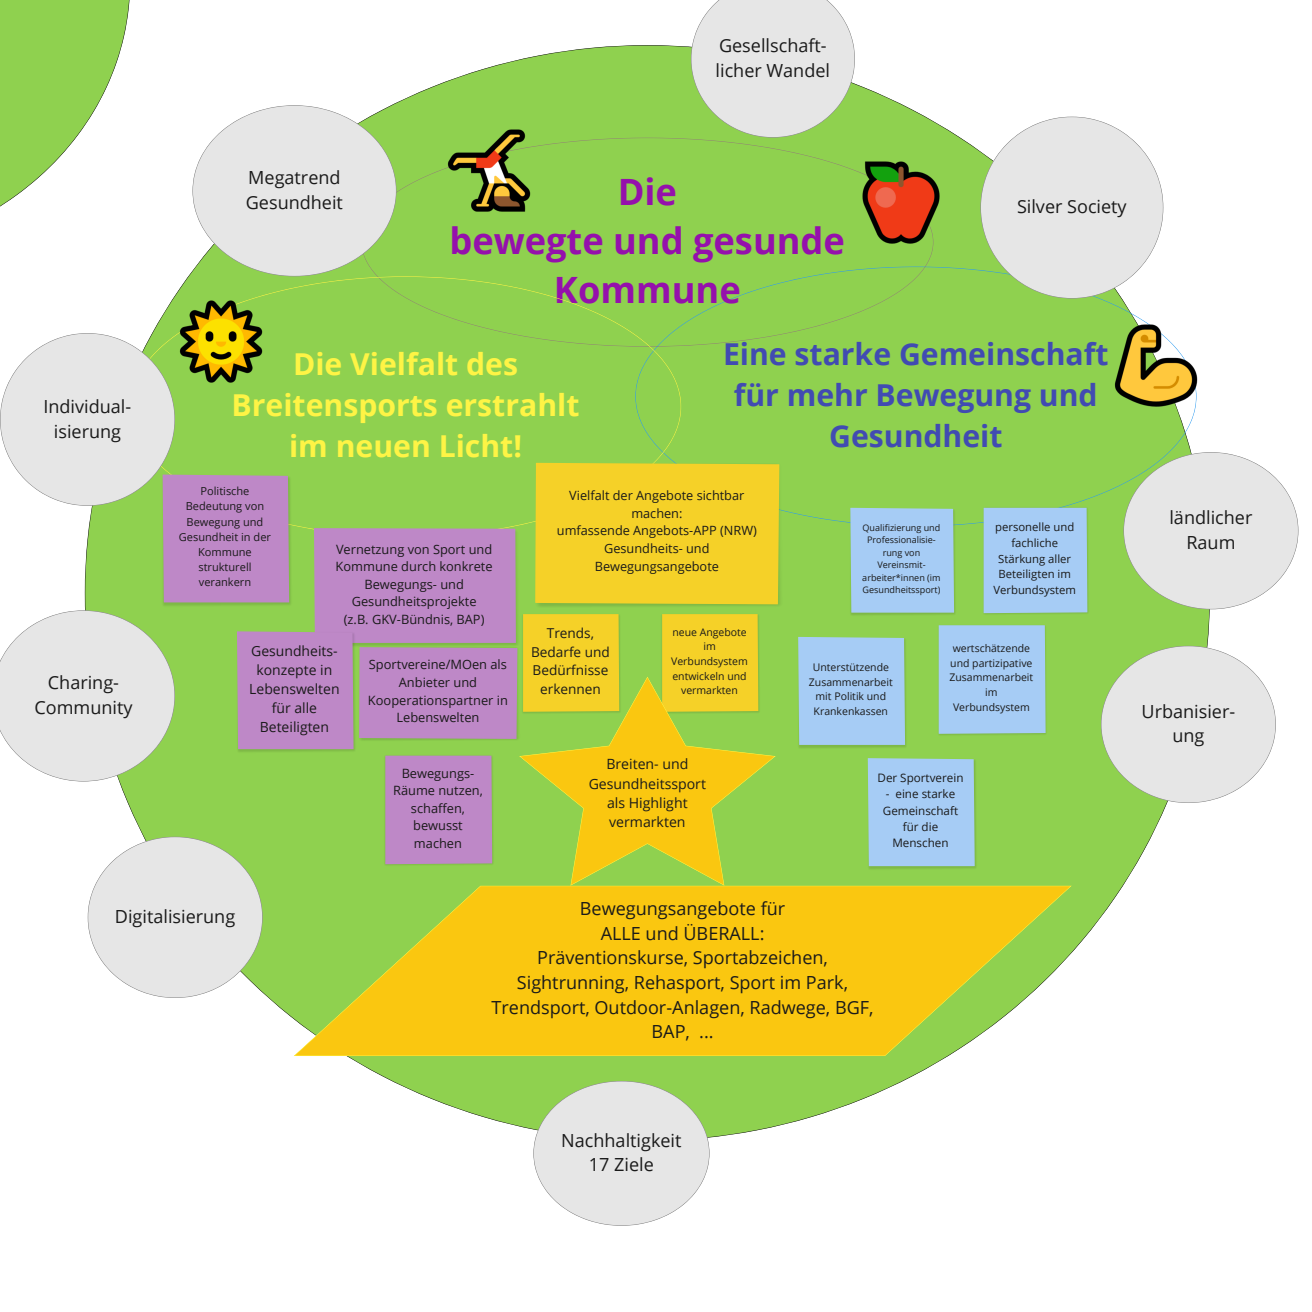 Gesellschaft-
licher Wandel
Megatrend
Gesundheit
Silver Society
Die
bewegte und gesunde
Kommune
Individual-
isierung
Die Vielfalt des
Breitensports erstrahlt
im neuen Licht!
Eine starke Gemeinschaft
für mehr Bewegung und
Gesundheit
ländlicher
Raum
Politische
Bedeutung von
Bewegung und
Gesundheit in der
Kommune
strukturell
verankern
Vernetzung von Sport und
Kommune durch konkrete
Bewegungs- und
Gesundheitsprojekte
(z.B. GKV-Bündnis, BAP)
Vielfalt der Angebote sichtbar
machen:
umfassende Angebots-APP (NRW)
Gesundheits- und
Bewegungsangebote
Qualifizierung und
Professionalisie-
rung von
Vereinsmit-
arbeiter*innen (im
Gesundheitssport)
personelle und
fachliche
Stärkung aller
Beteiligten im
Verbundsystem
Charing-
Community
Gesundheits-
konzepte in
Lebenswelten
für alle
Beteiligten
Sportvereine/MOen als
Anbieter und
Kooperationspartner in
Lebenswelten
Trends,
Bedarfe und
Bedürfnisse
erkennen
neue Angebote
im
Verbundsystem
entwickeln und
vermarkten
Unterstützende
Zusammenarbeit
mit Politik und
Krankenkassen
wertschätzende
und partizipative
Zusammenarbeit
im
Verbundsystem
Urbanisier-
ung
Bewegungs-
Räume nutzen,
schaffen,
bewusst
machen
Breiten- und
Gesundheitssport
als Highlight
vermarkten
Der Sportverein
- eine starke
Gemeinschaft
für die
Menschen
Digitalisierung
Bewegungsangebote für
ALLE und ÜBERALL:
Präventionskurse, Sportabzeichen,
Sightrunning, Rehasport, Sport im Park,
Trendsport, Outdoor-Anlagen, Radwege, BGF,
BAP, ...
Nachhaltigkeit
17 Ziele